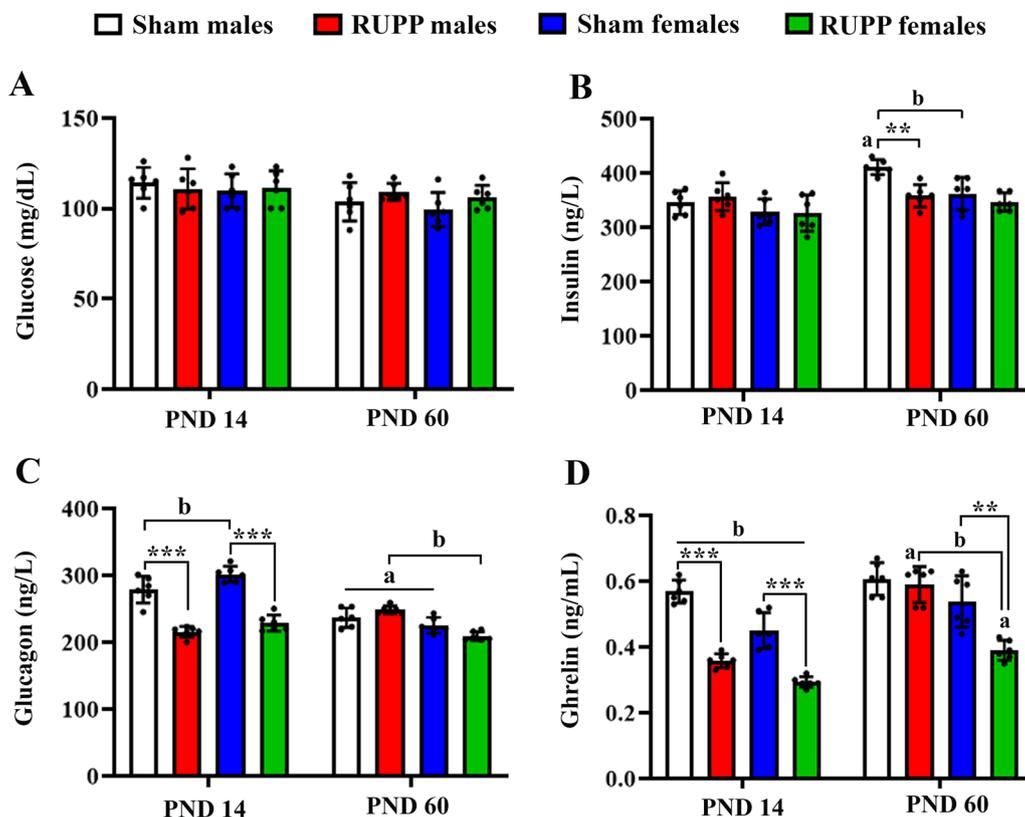 Sham males RUPP males Sham females RUPP females
A
150
100
50
0
Glucose (mg/dL)
PND 14 PND 60
B
500
400
300
200
100
0
Insulin (ng/L)
b
a **
PND 14 PND 60
C
400
300
200
100
0
Glucagon (ng/L)
b
*** ***
b
a
PND 14 PND 60
D
0.8
0.6
0.4
0.2
0.0
Ghrelin (ng/mL)
b
***
***
**
a b
a
PND 14 PND 60